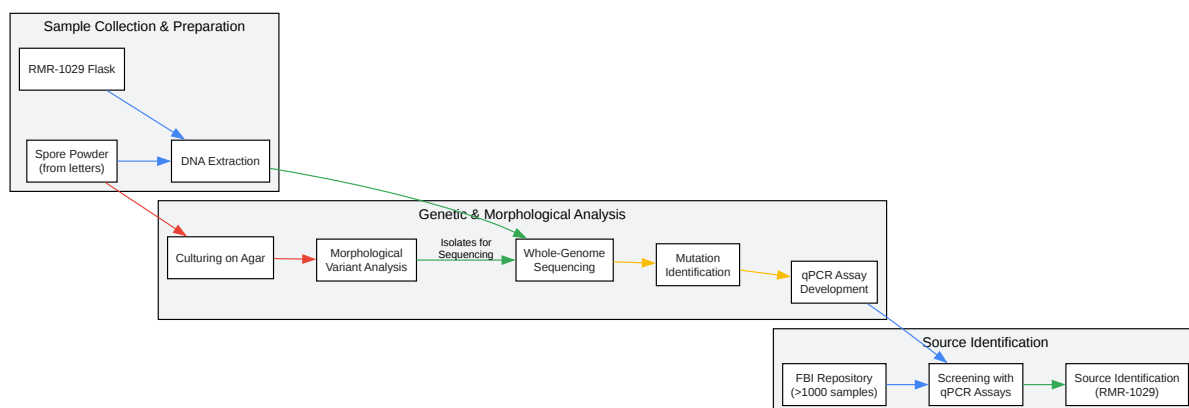 Sample Collection & Preparation
RMR-1029 Flask
Spore Powder
(from letters)
DNA Extraction
Genetic & Morphological Analysis
Culturing on Agar
Morphological
Variant Analysis
Isolates for
Sequencing
Whole-Genome
Sequencing
Mutation
Identification
qPCR Assay
Development
Source Identification
FBI Repository
(>1000 samples)
Screening with
qPCR Assays
Source Identification
(RMR-1029)